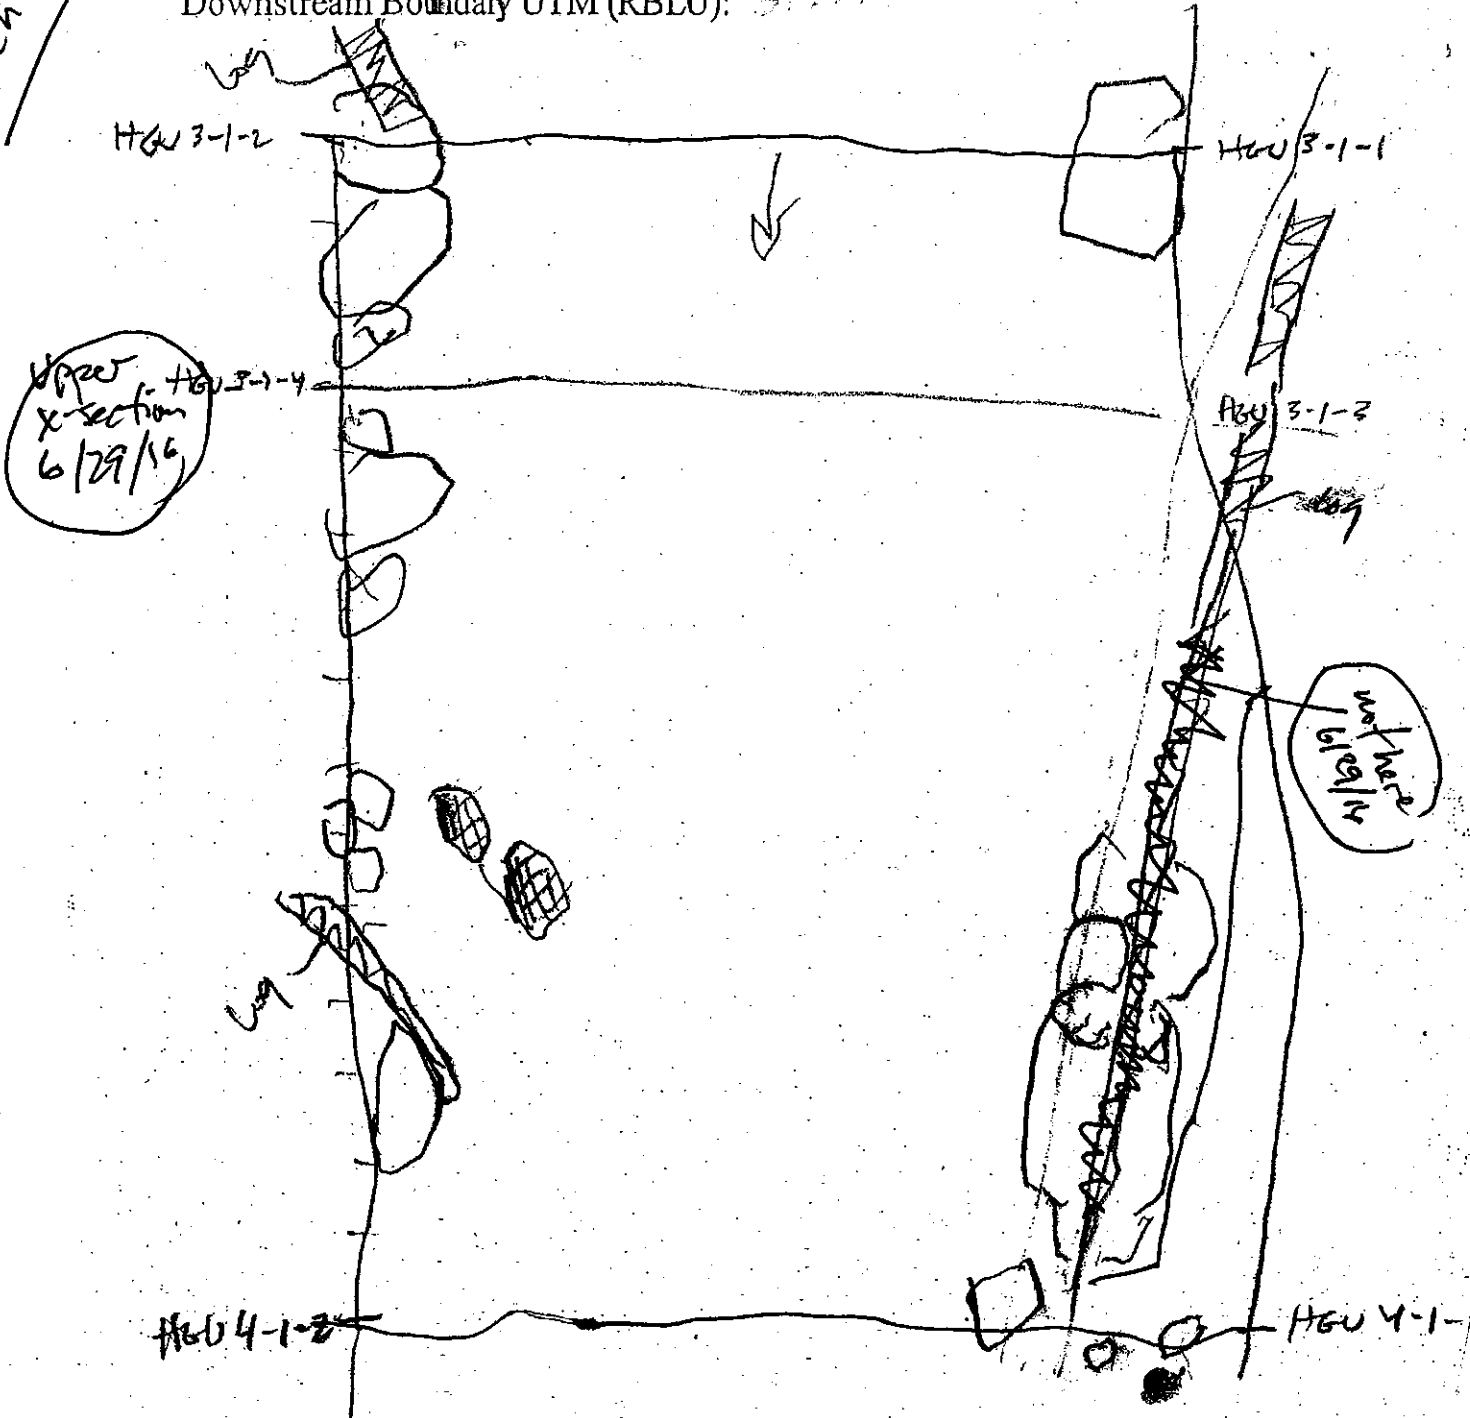 Downstream Boundary UTM (RBLU):
Log
HGU 3-1-2
HGU 3-1-1
Upper
x-section
6/29/16
HGU 3-1-4
HGU 3-1-3
Log
not here
6/29/16
Log
HGU 4-1-2
HGU 4-1-